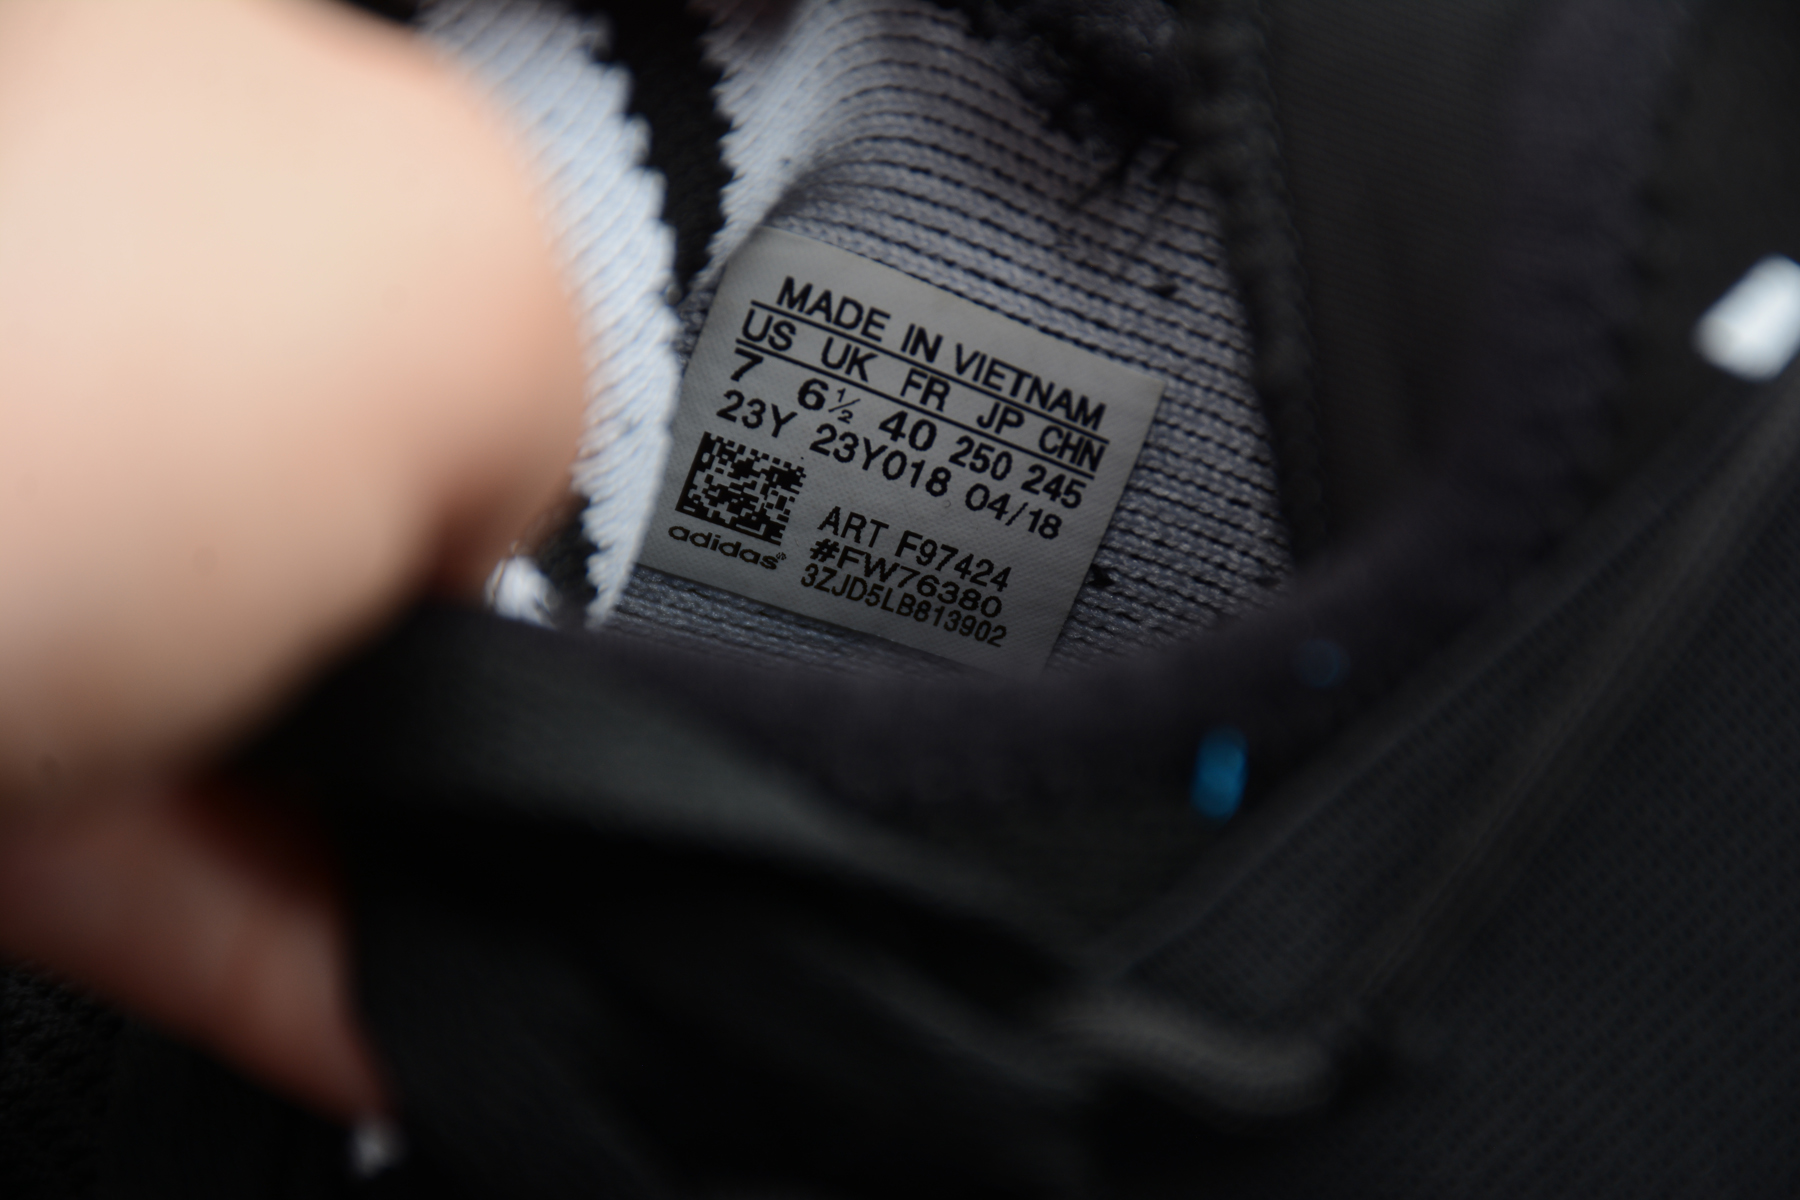 MADE IN VIETNAM
US UK FR JP CHN
7 6½ 40 250 245
23Y 23Y018 04/18
ART F97424
#FW76380
3ZJD5LB813902
adidas